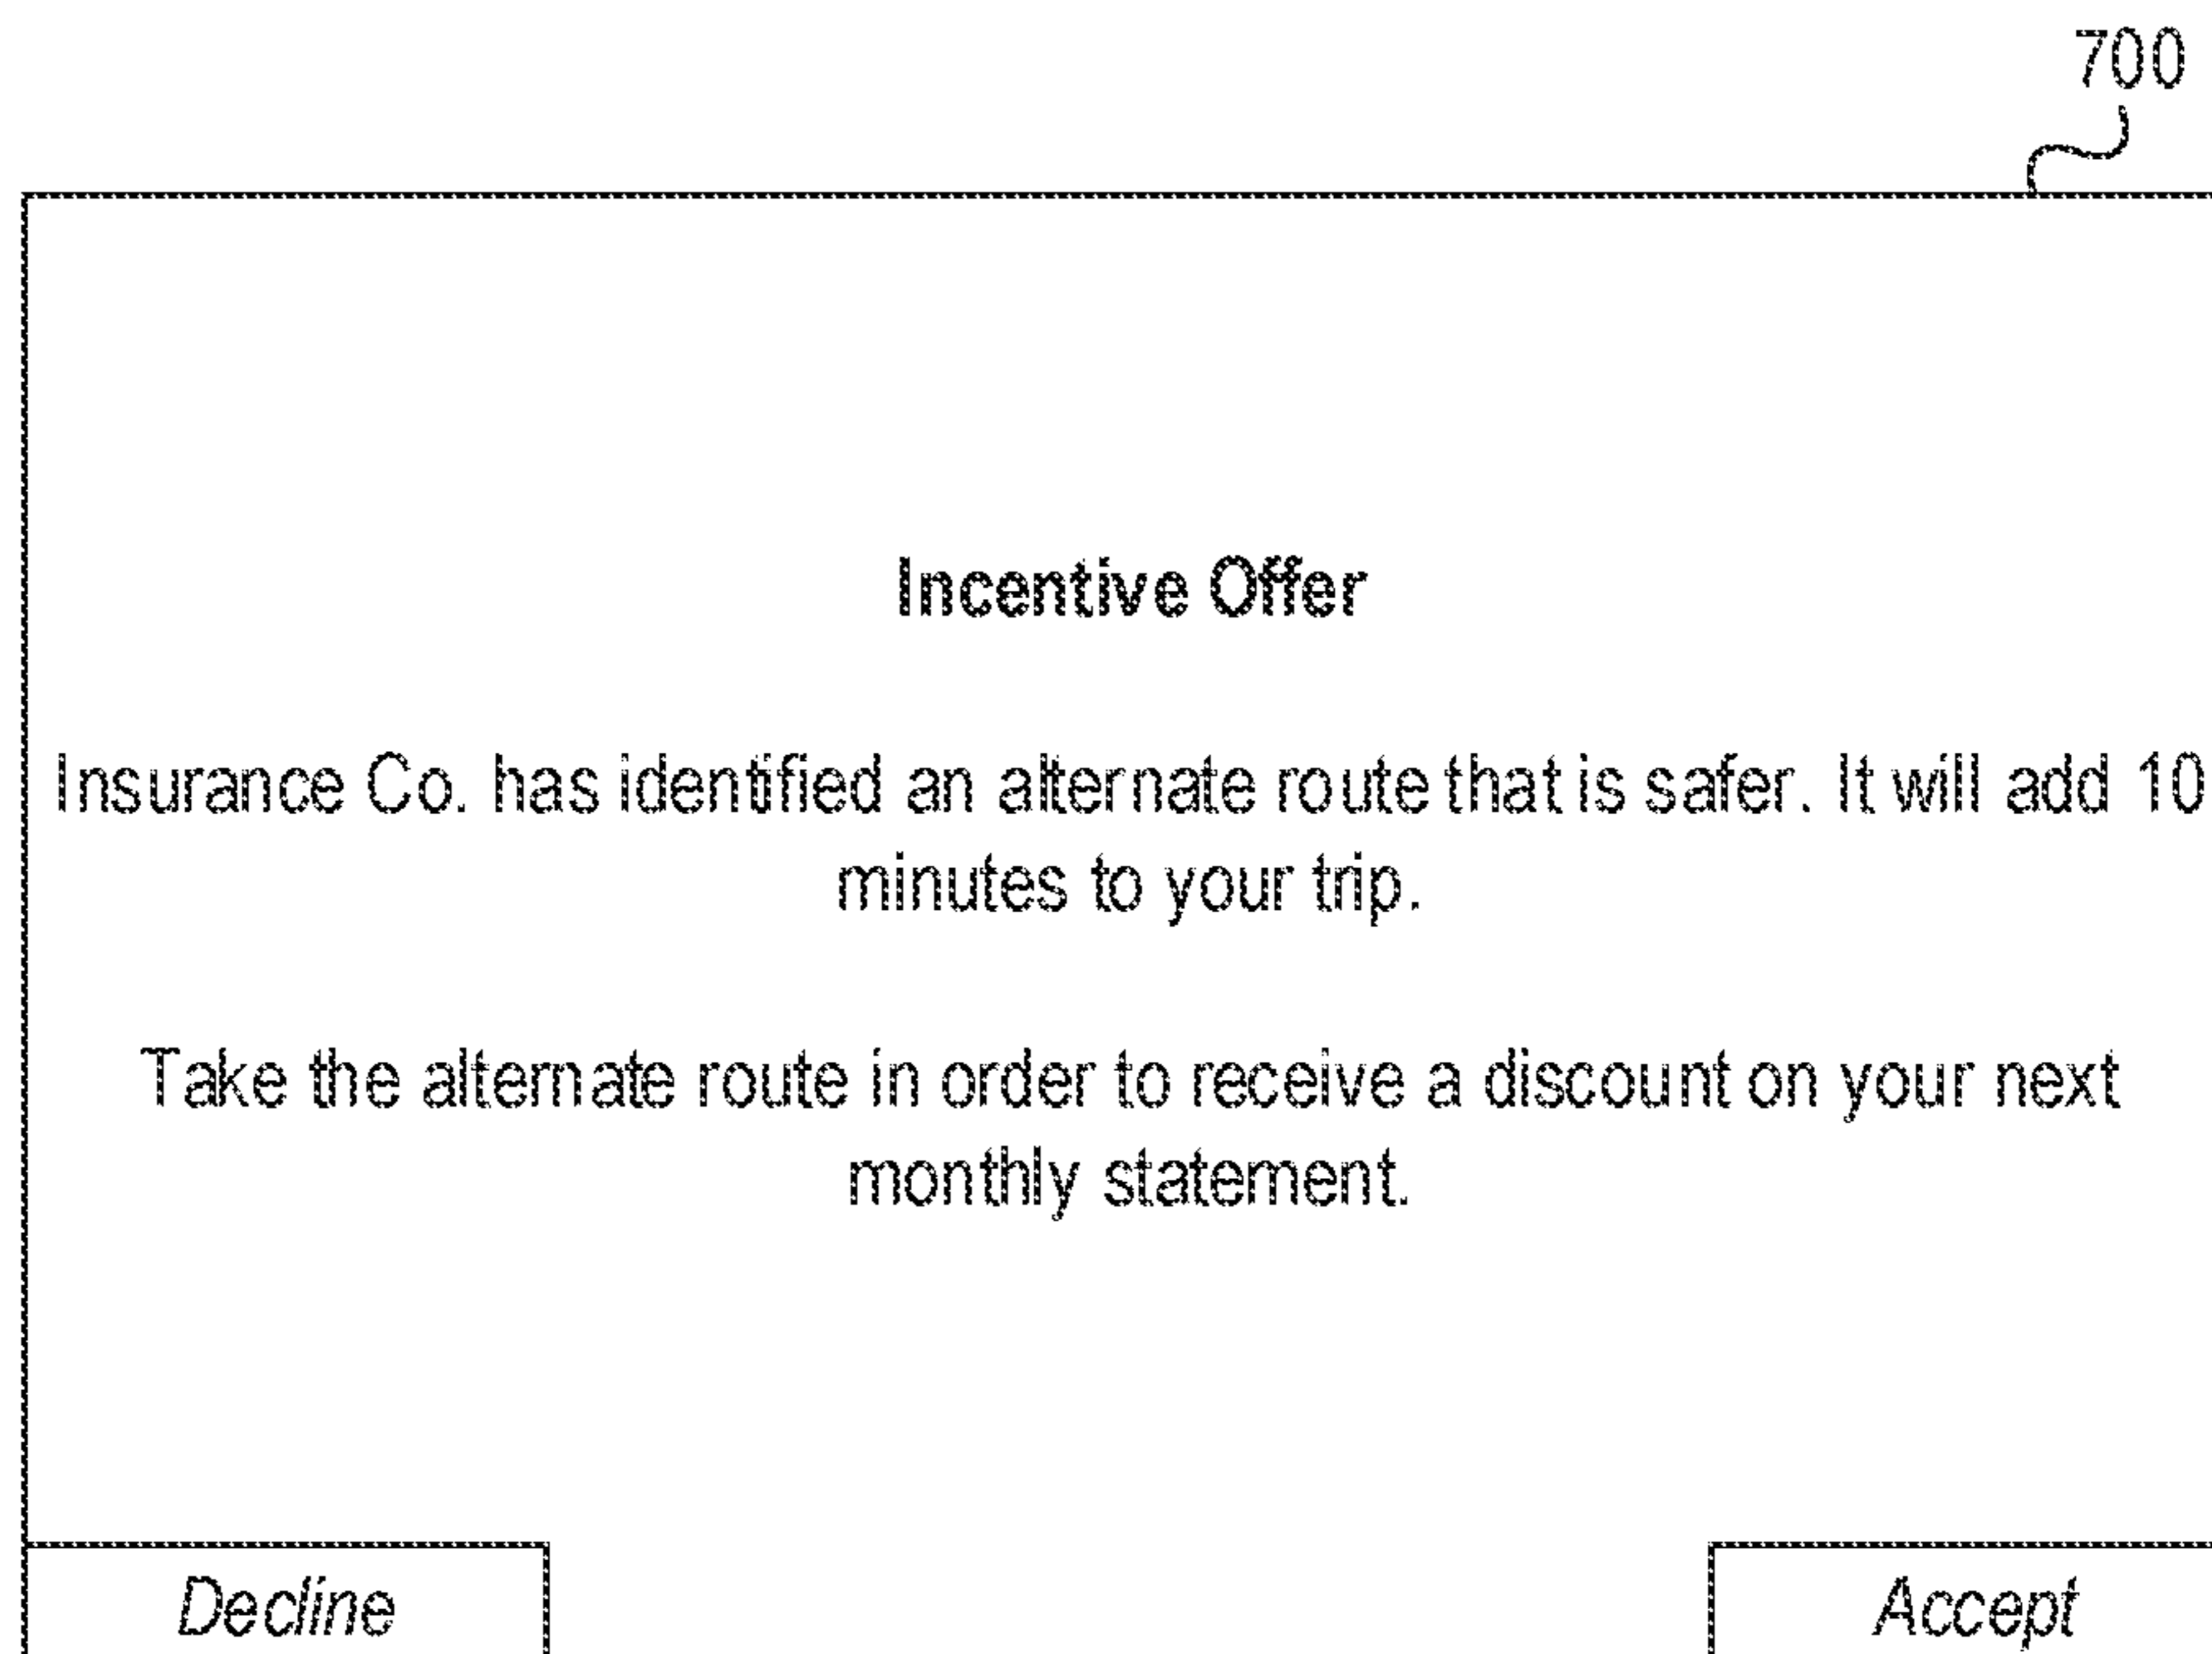 700
Incentive Offer
Insurance Co. has identified an alternate route that is safer. It will add 10
minutes to your trip.
Take the alternate route in order to receive a discount on your next
monthly statement.
Decline
Accept